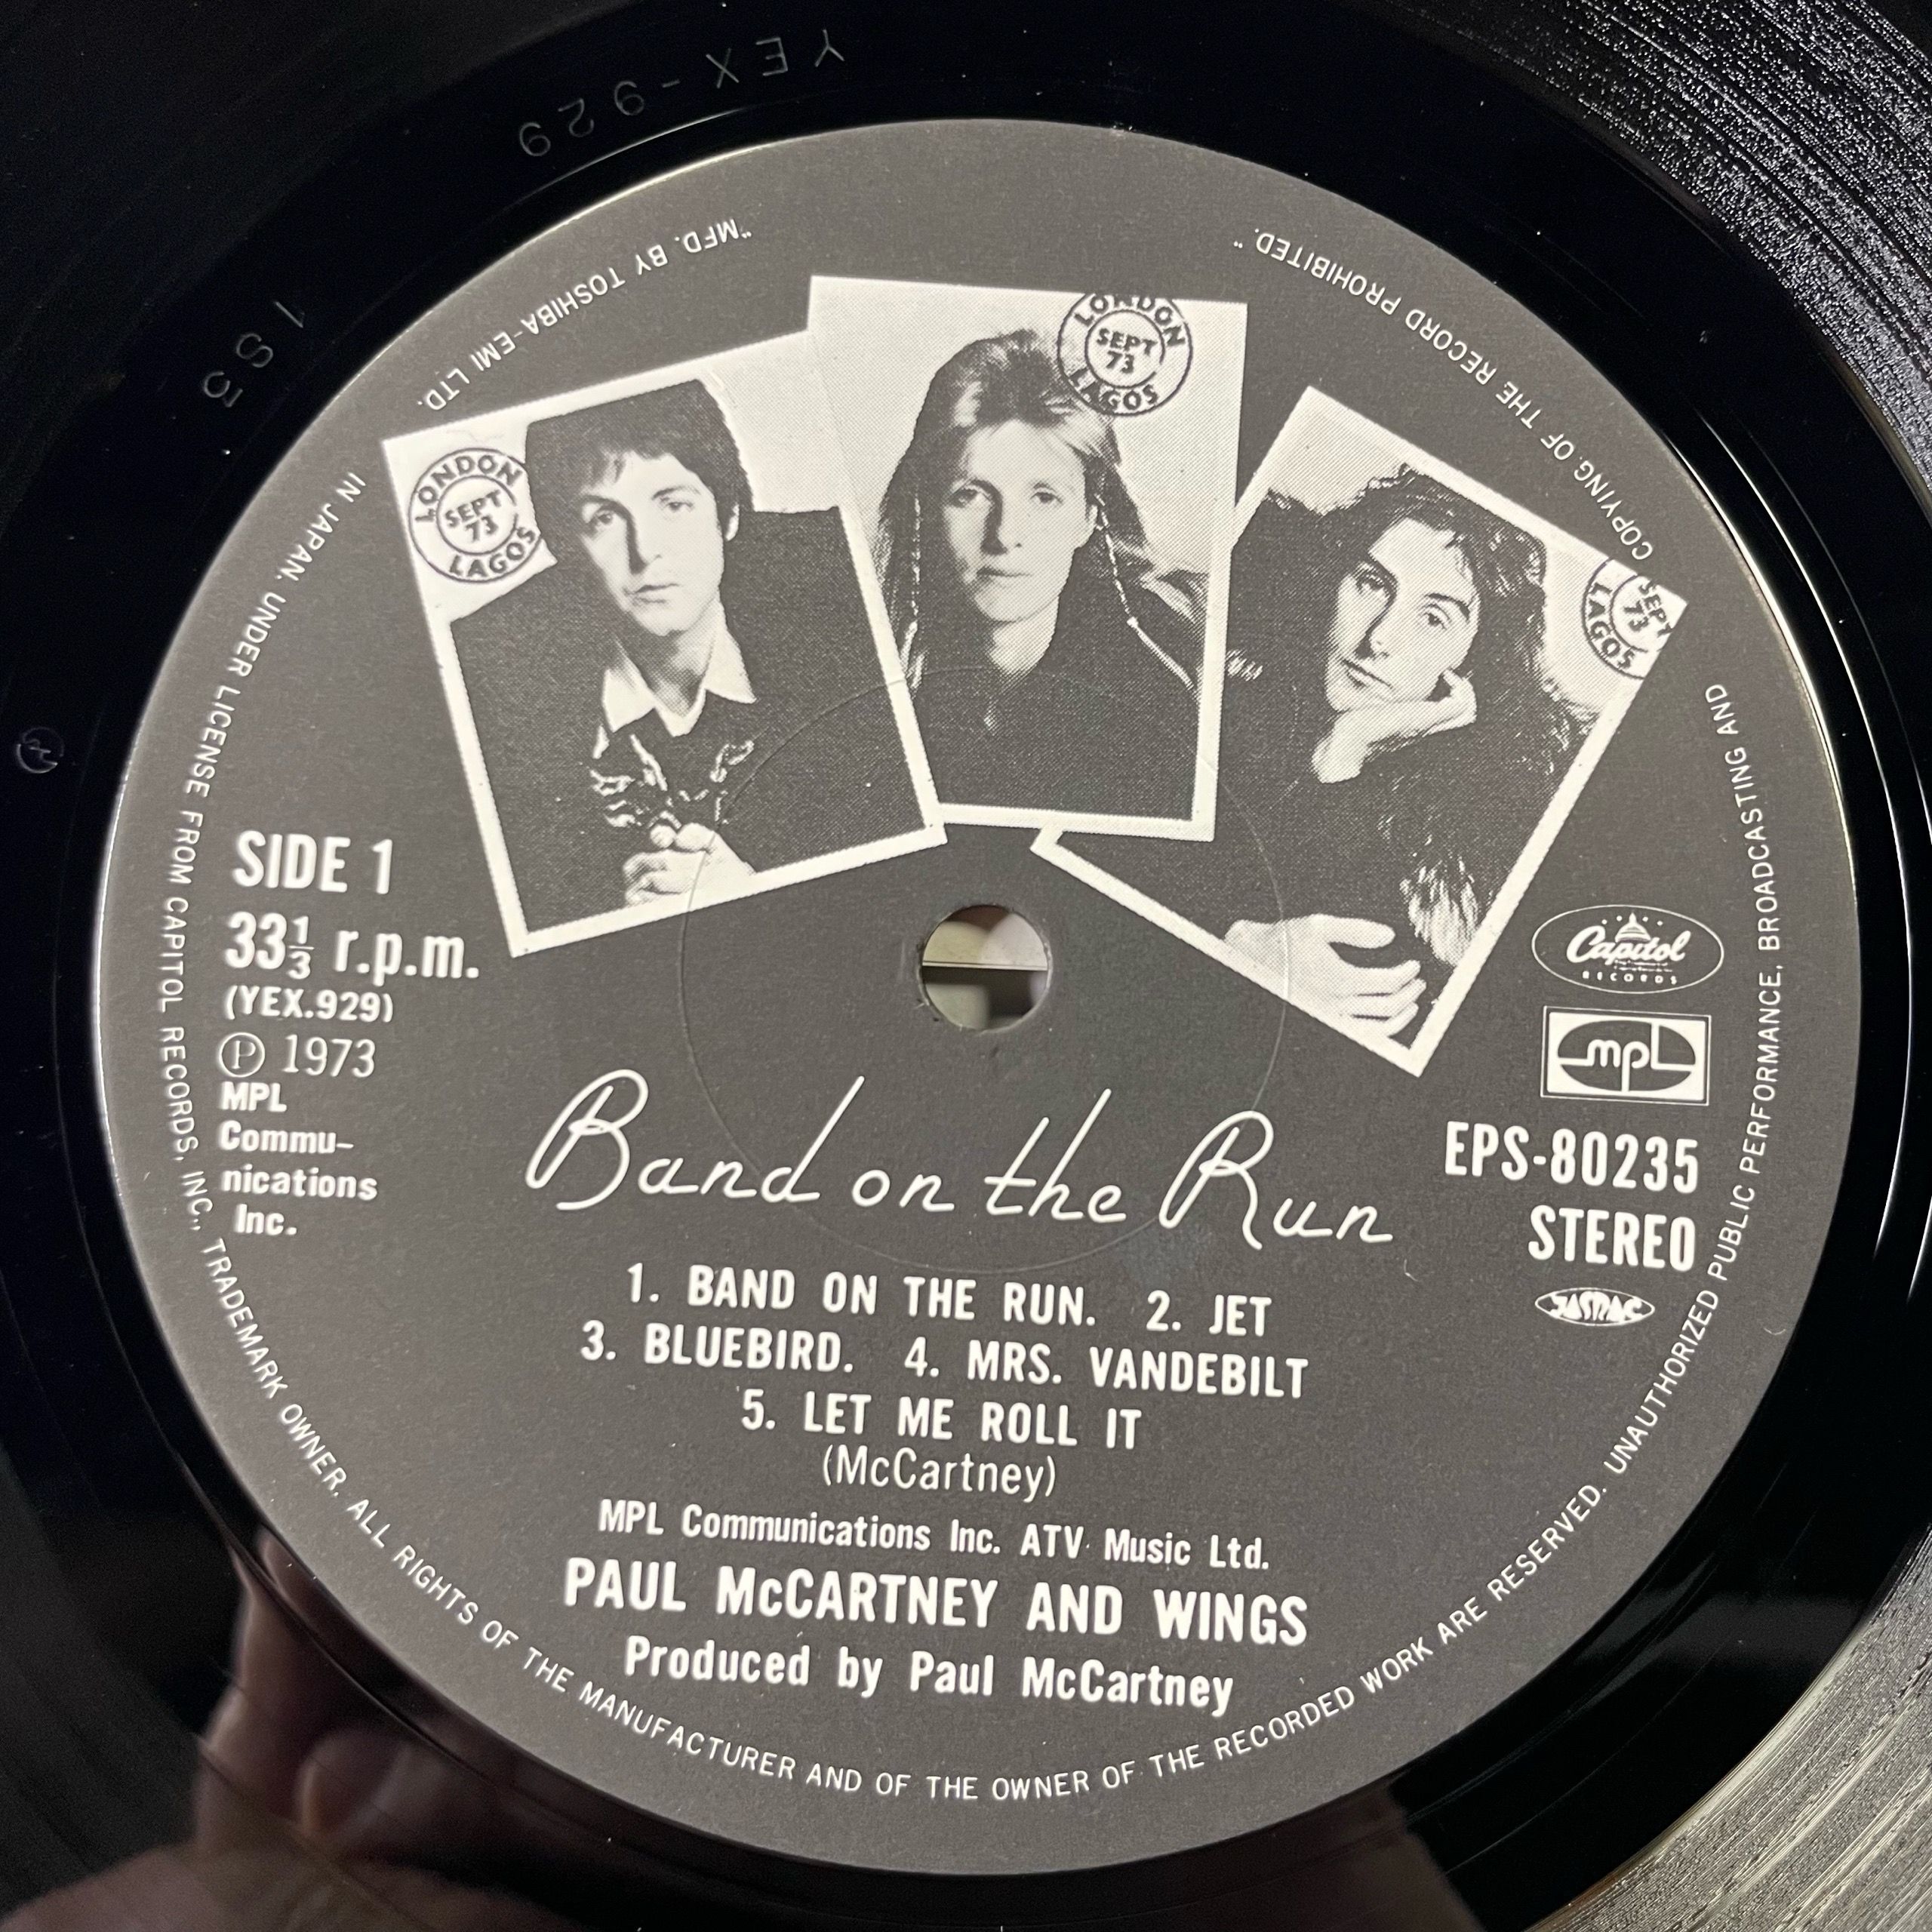 YEX-929
1S3
"MFD. BY TOSHIBA-EMI LTD. IN JAPAN. UNDER LICENSE FROM CAPITOL RECORDS, INC., TRADEMARK OWNER. ALL RIGHTS OF THE MANUFACTURER AND OF THE OWNER OF THE RECORDED WORK ARE RESERVED. UNAUTHORIZED PUBLIC PERFORMANCE, BROADCASTING AND COPYING OF THE RECORD PROHIBITED."
LONDON
SEPT
73
LAGOS
LONDON
SEPT
73
LAGOS
SEPT
73
LAGOS
SIDE 1
33⅓ r.p.m.
(YEX.929)
Ⓟ 1973
MPL
Commu-
nications
Inc.
Capitol
RECORDS
mpl
EPS-80235
STEREO
JASRAC
Band on the Run
1. BAND ON THE RUN. 2. JET
3. BLUEBIRD. 4. MRS. VANDEBILT
5. LET ME ROLL IT
(McCartney)
MPL Communications Inc. ATV Music Ltd.
PAUL McCARTNEY AND WINGS
Produced by Paul McCartney